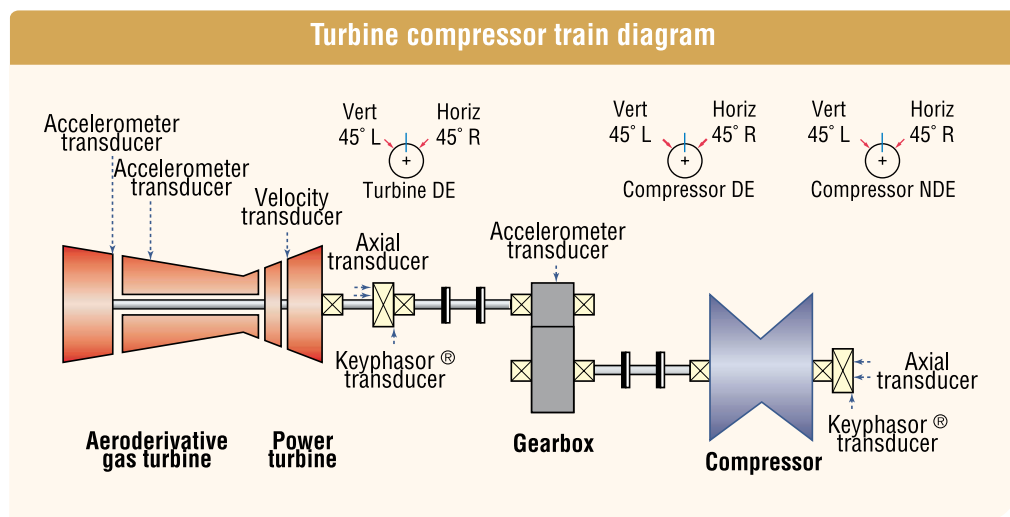 Turbine compressor train diagram
Accelerometer
transducer
Accelerometer
transducer
Velocity
transducer
Vert
45° L
Horiz
45° R
Turbine DE
Vert
45° L
Horiz
45° R
Compressor DE
Vert
45° L
Horiz
45° R
Compressor NDE
Axial
transducer
Keyphasor ®
transducer
Accelerometer
transducer
Axial
transducer
Keyphasor ®
transducer
Aeroderivative
gas turbine
Power
turbine
Gearbox
Compressor